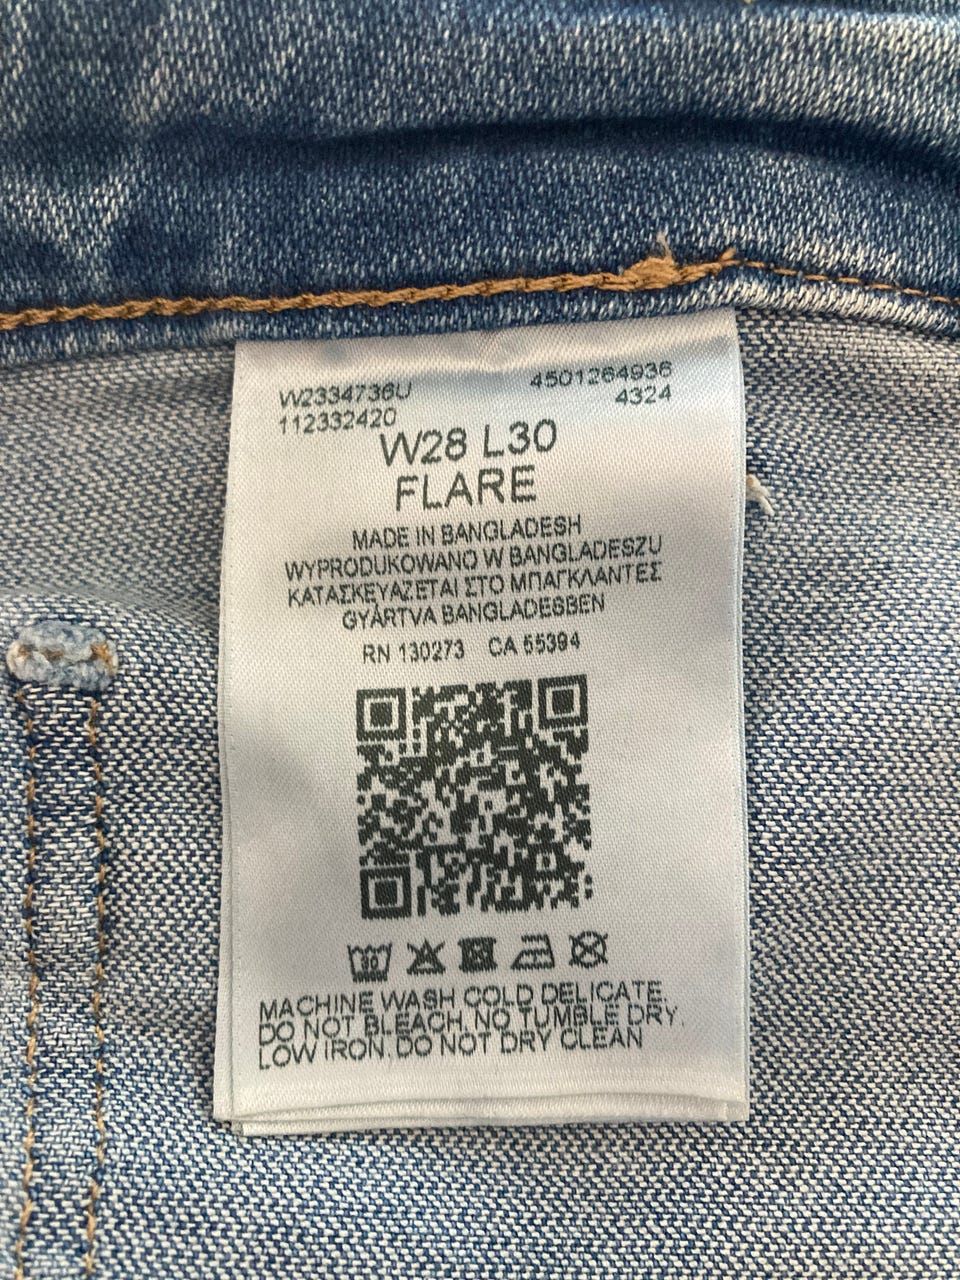 W2334736U 4501264936
112332420 4324
W28 L30
FLARE
MADE IN BANGLADESH
WYPRODUKOWANO W BANGLADESZU
ΚΑΤΑΣΚΕΥΑΖΕΤΑΙ ΣΤΟ ΜΠΑΓΚΛΑΝΤΕΣ
GYÁRTVA BANGLADESBEN
RN 130273 CA 55394
30
MACHINE WASH COLD DELICATE.
DO NOT BLEACH. NO TUMBLE DRY.
LOW IRON. DO NOT DRY CLEAN